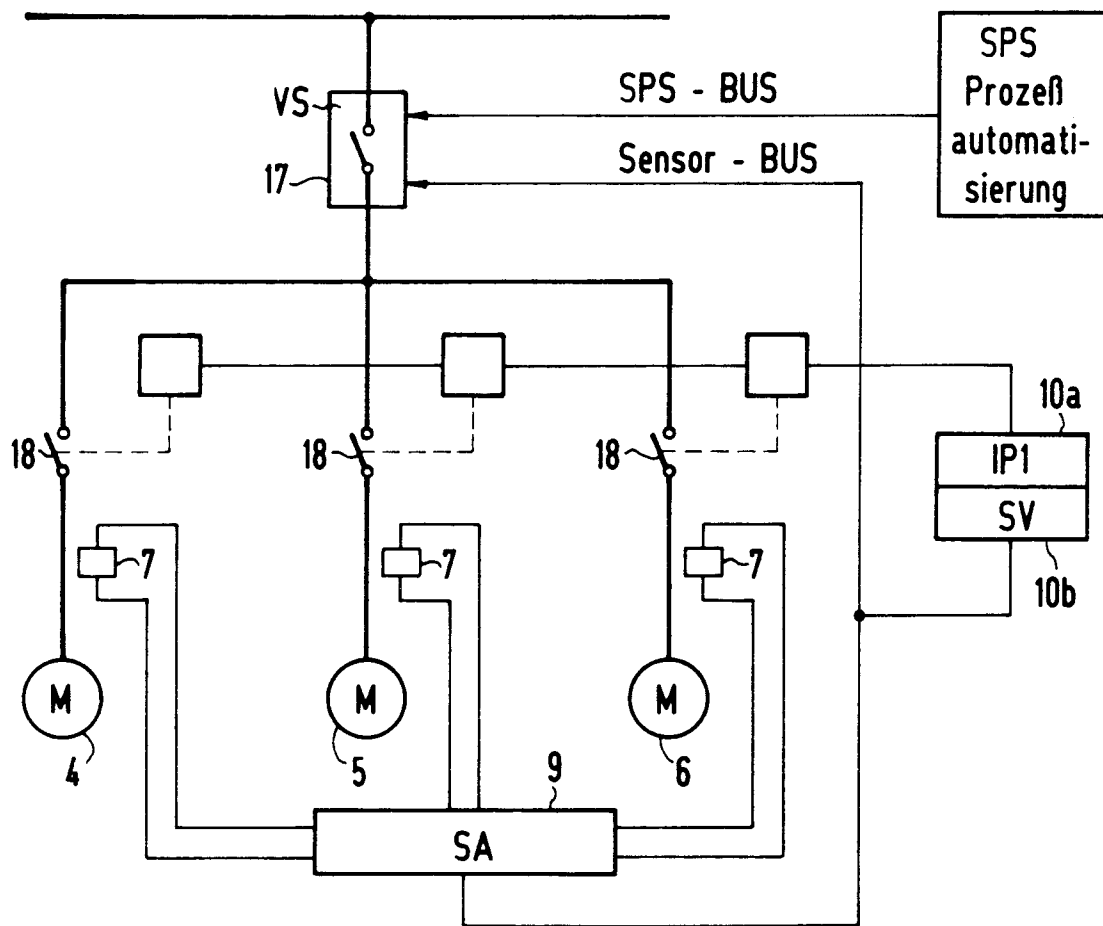 SPS
Prozeß
automati-
sierung
VS
SPS - BUS
17
Sensor - BUS
10a
18
18
18
IP1
SV
7
7
7
10b
M
M
M
4
5
6
9
SA